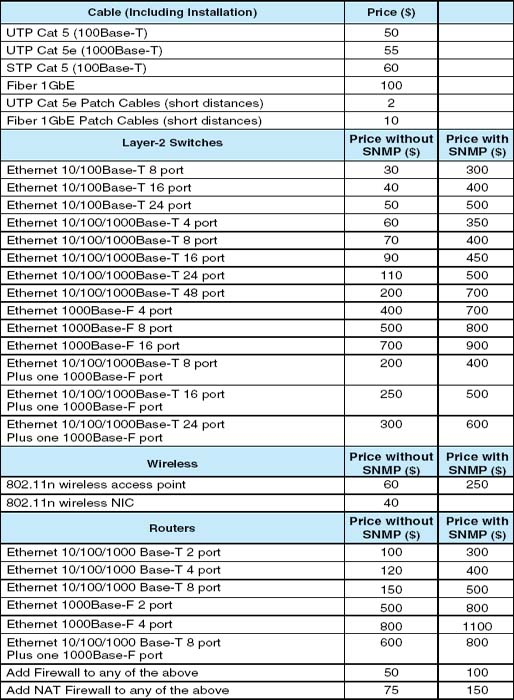 Cable (Including Installation) Price ($)
UTP Cat 5 (100Base-T) 50
UTP Cat 5e (1000Base-T) 55
STP Cat 5 (100Base-T) 60
Fiber 1GbE 100
UTP Cat 5e Patch Cables (short distances) 2
Fiber 1GbE Patch Cables (short distances) 10
Layer-2 Switches Price without SNMP ($) Price with SNMP ($)
Ethernet 10/100Base-T 8 port 30 300
Ethernet 10/100Base-T 16 port 40 400
Ethernet 10/100Base-T 24 port 50 500
Ethernet 10/100/1000Base-T 4 port 60 350
Ethernet 10/100/1000Base-T 8 port 70 400
Ethernet 10/100/1000Base-T 16 port 90 450
Ethernet 10/100/1000Base-T 24 port 110 500
Ethernet 10/100/1000Base-T 48 port 200 700
Ethernet 1000Base-F 4 port 400 700
Ethernet 1000Base-F 8 port 500 800
Ethernet 1000Base-F 16 port 700 900
Ethernet 10/100/1000Base-T 8 port 200 400
Plus one 1000Base-F port
Ethernet 10/100/1000Base-T 16 port 250 500
Plus one 1000Base-F port
Ethernet 10/100/1000Base-T 24 port 300 600
Plus one 1000Base-F port
Wireless Price without SNMP ($) Price with SNMP ($)
802.11n wireless access point 60 250
802.11n wireless NIC 40
Routers Price without SNMP ($) Price with SNMP ($)
Ethernet 10/100/1000 Base-T 2 port 100 300
Ethernet 10/100/1000 Base-T 4 port 120 400
Ethernet 10/100/1000 Base-T 8 port 150 500
Ethernet 1000Base-F 2 port 500 800
Ethernet 1000Base-F 4 port 800 1100
Ethernet 10/100/1000 Base-T 8 port 600 800
Plus one 1000Base-F port
Add Firewall to any of the above 50 100
Add NAT Firewall to any of the above 75 150